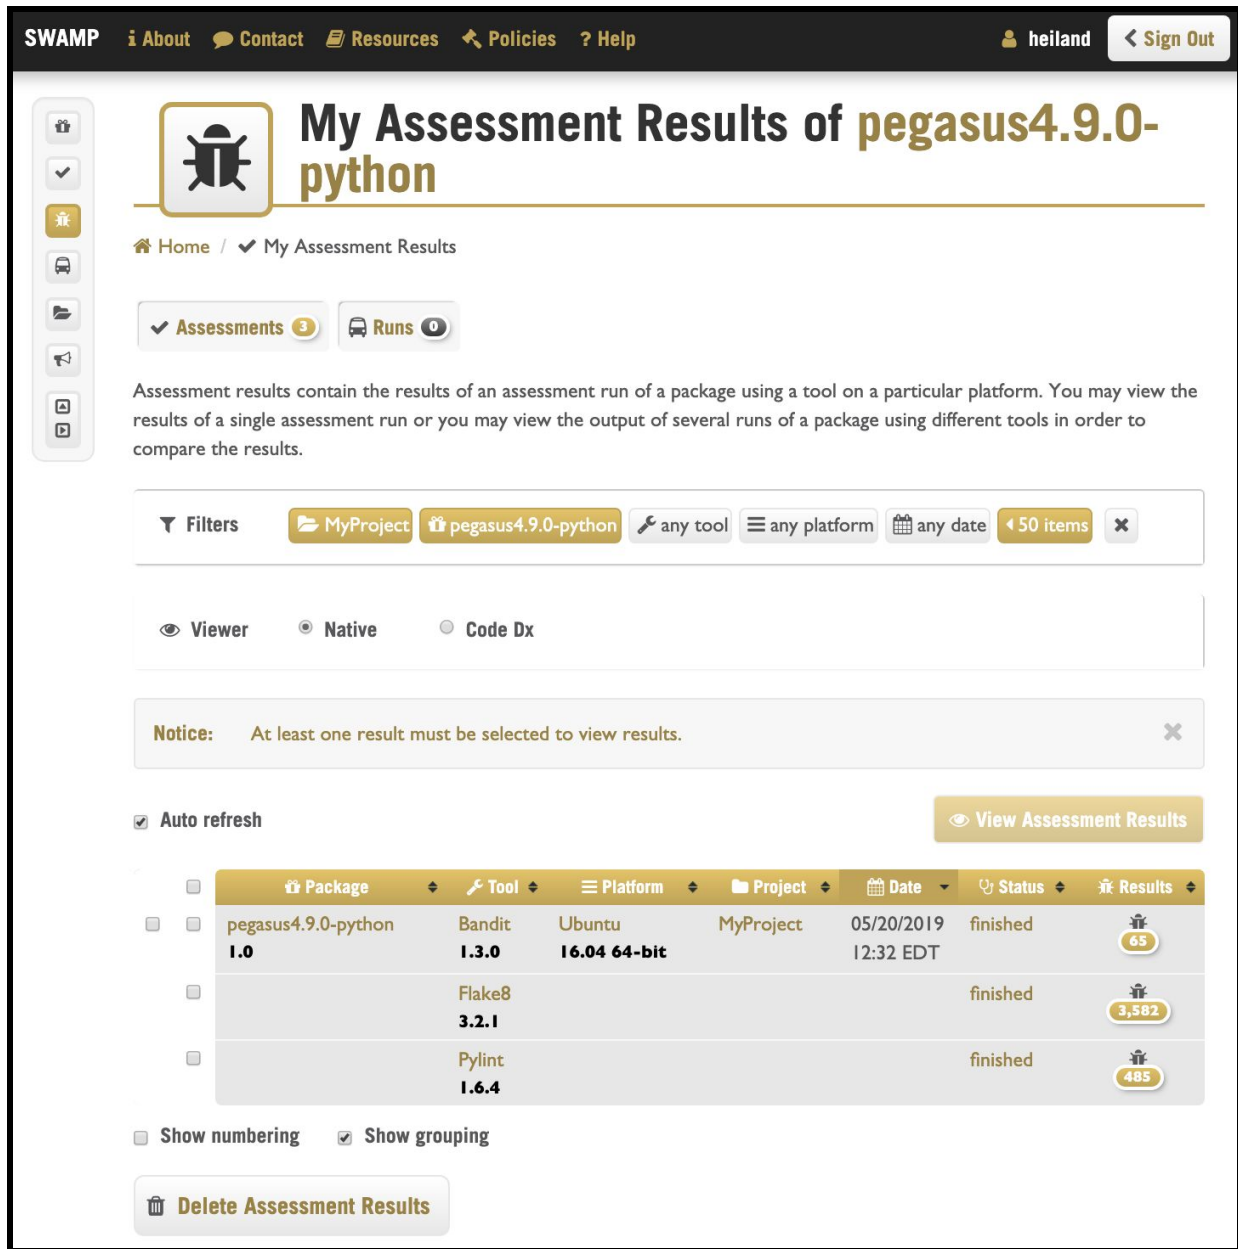 SWAMP About Contact Resources Policies ? Help heiland Sign Out
My Assessment Results of pegasus4.9.0-
python
Home / My Assessment Results
Assessments 3 Runs 0
Assessment results contain the results of an assessment run of a package using a tool on a particular platform. You may view the
results of a single assessment run or you may view the output of several runs of a package using different tools in order to
compare the results.
Filters MyProject pegasus4.9.0-python any tool any platform any date 50 items
Viewer Native Code Dx
Notice: At least one result must be selected to view results.
Auto refresh View Assessment Results
Package Tool Platform Project Date Status Results
pegasus4.9.0-python Bandit Ubuntu MyProject 05/20/2019 finished
1.0 1.3.0 16.04 64-bit 12:32 EDT 65
Flake8 finished
3.2.1 3,582
Pylint finished
1.6.4 485
Show numbering Show grouping
Delete Assessment Results